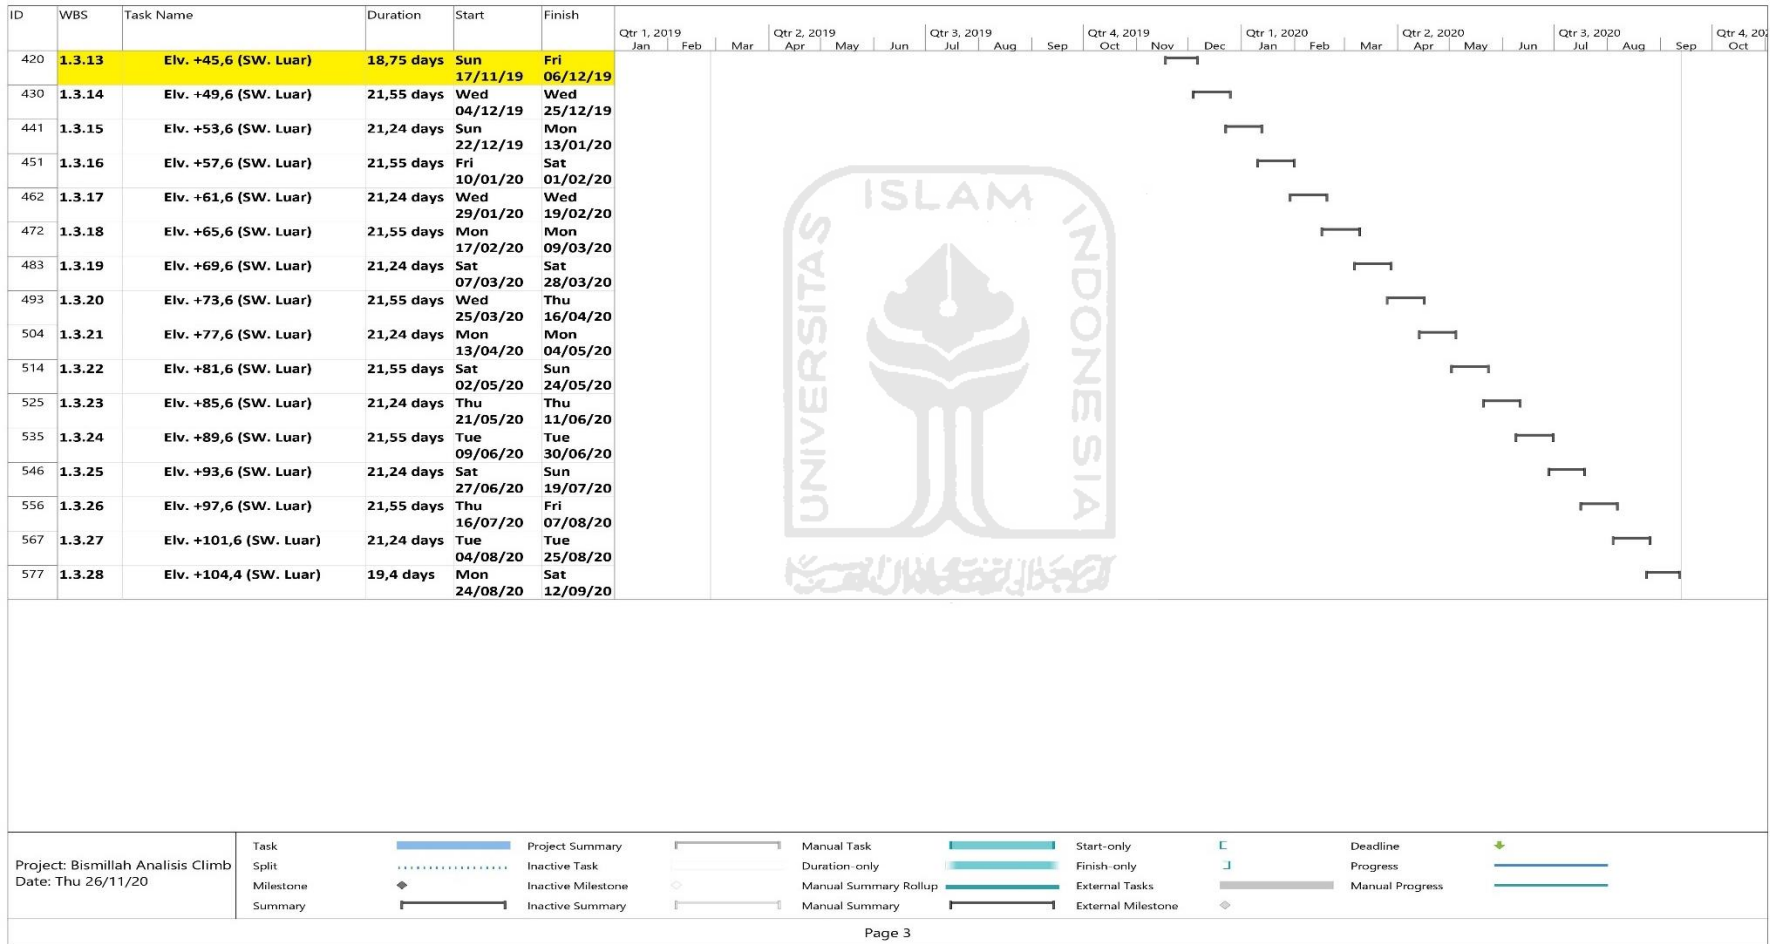 ID WBS Task Name Duration Start Finish
Qtr 1, 2019 Qtr 2, 2019 Qtr 3, 2019 Qtr 4, 2019 Qtr 1, 2020 Qtr 2, 2020 Qtr 3, 2020 Qtr 4, 202
Jan Feb Mar Apr May Jun Jul Aug Sep Oct Nov Dec Jan Feb Mar Apr May Jun Jul Aug Sep Oct
420 1.3.13 Elv. +45,6 (SW. Luar) 18,75 days Sun Fri
17/11/19 06/12/19
430 1.3.14 Elv. +49,6 (SW. Luar) 21,55 days Wed Wed
04/12/19 25/12/19
441 1.3.15 Elv. +53,6 (SW. Luar) 21,24 days Sun Mon
22/12/19 13/01/20
451 1.3.16 Elv. +57,6 (SW. Luar) 21,55 days Fri Sat
10/01/20 01/02/20
462 1.3.17 Elv. +61,6 (SW. Luar) 21,24 days Wed Wed
29/01/20 19/02/20
472 1.3.18 Elv. +65,6 (SW. Luar) 21,55 days Mon Mon
17/02/20 09/03/20
483 1.3.19 Elv. +69,6 (SW. Luar) 21,24 days Sat Sat
07/03/20 28/03/20
493 1.3.20 Elv. +73,6 (SW. Luar) 21,55 days Wed Thu
25/03/20 16/04/20
504 1.3.21 Elv. +77,6 (SW. Luar) 21,24 days Mon Mon
13/04/20 04/05/20
514 1.3.22 Elv. +81,6 (SW. Luar) 21,55 days Sat Sun
02/05/20 24/05/20
525 1.3.23 Elv. +85,6 (SW. Luar) 21,24 days Thu Thu
21/05/20 11/06/20
535 1.3.24 Elv. +89,6 (SW. Luar) 21,55 days Tue Tue
09/06/20 30/06/20
546 1.3.25 Elv. +93,6 (SW. Luar) 21,24 days Sat Sun
27/06/20 19/07/20
556 1.3.26 Elv. +97,6 (SW. Luar) 21,55 days Thu Fri
16/07/20 07/08/20
567 1.3.27 Elv. +101,6 (SW. Luar) 21,24 days Tue Tue
04/08/20 25/08/20
577 1.3.28 Elv. +104,4 (SW. Luar) 19,4 days Mon Sat
24/08/20 12/09/20
UNIVERSITAS
ISLAM
INDONESIA
Project: Bismillah Analisis Climb
Date: Thu 26/11/20
Task Project Summary Manual Task Start-only Deadline
Split Inactive Task Duration-only Finish-only Progress
Milestone Inactive Milestone Manual Summary Rollup External Tasks Manual Progress
Summary Inactive Summary Manual Summary External Milestone
Page 3